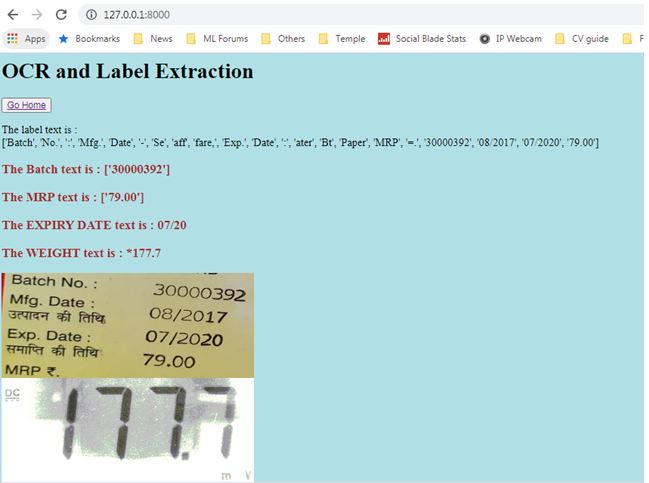 127.0.0.1:8000
Apps Bookmarks News ML Forums Others Temple Social Blade Stats IP Webcam CV guide F
OCR and Label Extraction
Go Home
The label text is :
['Batch', 'No.', ':', 'Mfg.', 'Date', '-', 'Se', 'aff', 'fare,', 'Exp.', 'Date', ':', 'ater', 'Bt', 'Paper', 'MRP', '=.', '30000392', '08/2017', '07/2020', '79.00']
The Batch text is : ['30000392']
The MRP text is : ['79.00']
The EXPIRY DATE text is : 07/20
The WEIGHT text is : *177.7
Batch No. : 30000392
Mfg. Date : 08/2017
उत्पादन की तिथि
Exp. Date : 07/2020
समाप्ति की तिथि
MRP ₹. 79.00
DC
177.7
m V